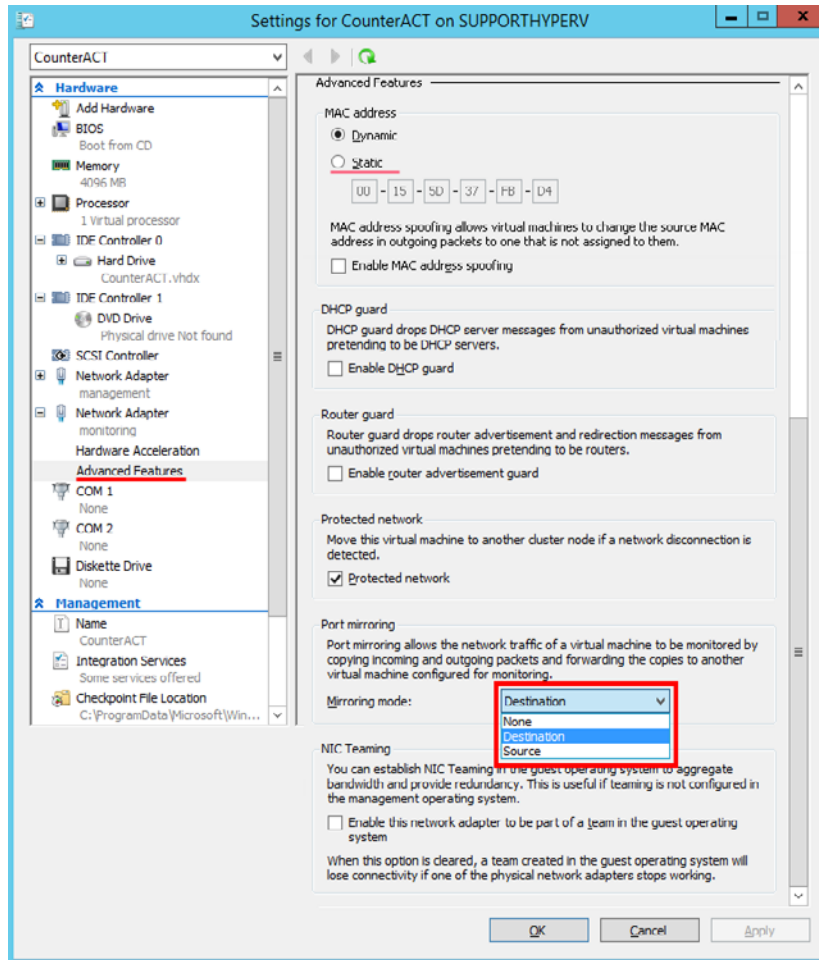 Settings for CounterACT on SUPPORTHYPERV
CounterACT
Hardware
Add Hardware
BIOS
Boot from CD
Memory
4096 MB
Processor
1 Virtual processor
IDE Controller 0
Hard Drive
CounterACT.vhdx
IDE Controller 1
DVD Drive
Physical drive Not found
SCSI Controller
Network Adapter
management
Network Adapter
monitoring
Hardware Acceleration
Advanced Features
COM 1
None
COM 2
None
Diskette Drive
None
Management
Name
CounterACT
Integration Services
Some services offered
Checkpoint File Location
C:\ProgramData\Microsoft\Win...
Advanced Features
MAC address
Dynamic
Static
00 - 15 - 5D - 37 - FB - D4
MAC address spoofing allows virtual machines to change the source MAC
address in outgoing packets to one that is not assigned to them.
Enable MAC address spoofing
DHCP guard
DHCP guard drops DHCP server messages from unauthorized virtual machines
pretending to be DHCP servers.
Enable DHCP guard
Router guard
Router guard drops router advertisement and redirection messages from
unauthorized virtual machines pretending to be routers.
Enable router advertisement guard
Protected network
Move this virtual machine to another cluster node if a network disconnection is
detected.
Protected network
Port mirroring
Port mirroring allows the network traffic of a virtual machine to be monitored by
copying incoming and outgoing packets and forwarding the copies to another
virtual machine configured for monitoring.
Mirroring mode: Destination
None
Destination
Source
NIC Teaming
You can establish NIC Teaming in the guest operating system to aggregate
bandwidth and provide redundancy. This is useful if teaming is not configured in
the management operating system.
Enable this network adapter to be part of a team in the guest operating
system
When this option is cleared, a team created in the guest operating system will
lose connectivity if one of the physical network adapters stops working.
OK Cancel Apply